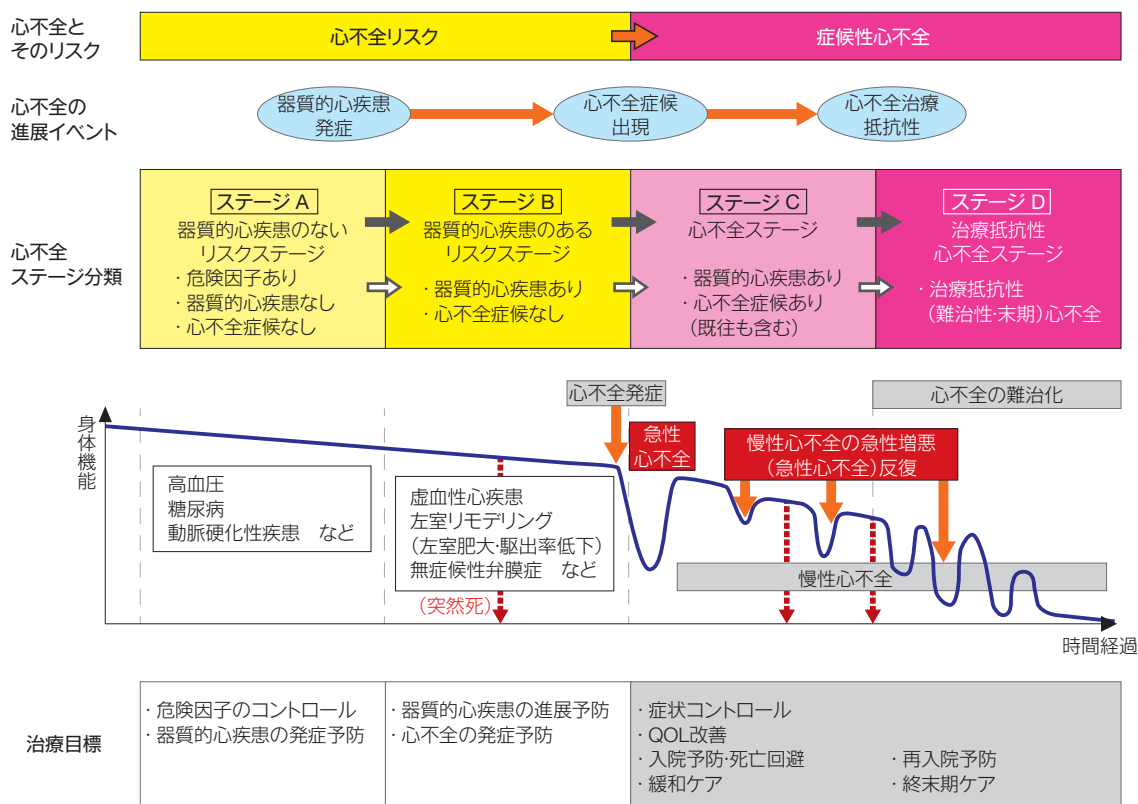 心不全と
そのリスク
心不全リスク
症候性心不全
心不全の
進展イベント
器質的心疾患
発症
心不全症候
出現
心不全治療
抵抗性
心不全
ステージ分類
ステージ A
器質的心疾患のない
リスクステージ
・危険因子あり
・器質的心疾患なし
・心不全症候なし
ステージ B
器質的心疾患のある
リスクステージ
・器質的心疾患あり
・心不全症候なし
ステージ C
心不全ステージ
・器質的心疾患あり
・心不全症候あり
（既往も含む）
ステージ D
治療抵抗性
心不全ステージ
・治療抵抗性
（難治性・末期）心不全
心不全発症
心不全の難治化
身体機能
急性
心不全
慢性心不全の急性増悪
（急性心不全）反復
高血圧
糖尿病
動脈硬化性疾患　など
虚血性心疾患
左室リモデリング
（左室肥大・駆出率低下）
無症候性弁膜症　など
慢性心不全
（突然死）
時間経過
治療目標
・危険因子のコントロール
・器質的心疾患の発症予防
・器質的心疾患の進展予防
・心不全の発症予防
・症状コントロール
・QOL改善
・入院予防・死亡回避
・緩和ケア
・再入院予防
・終末期ケア